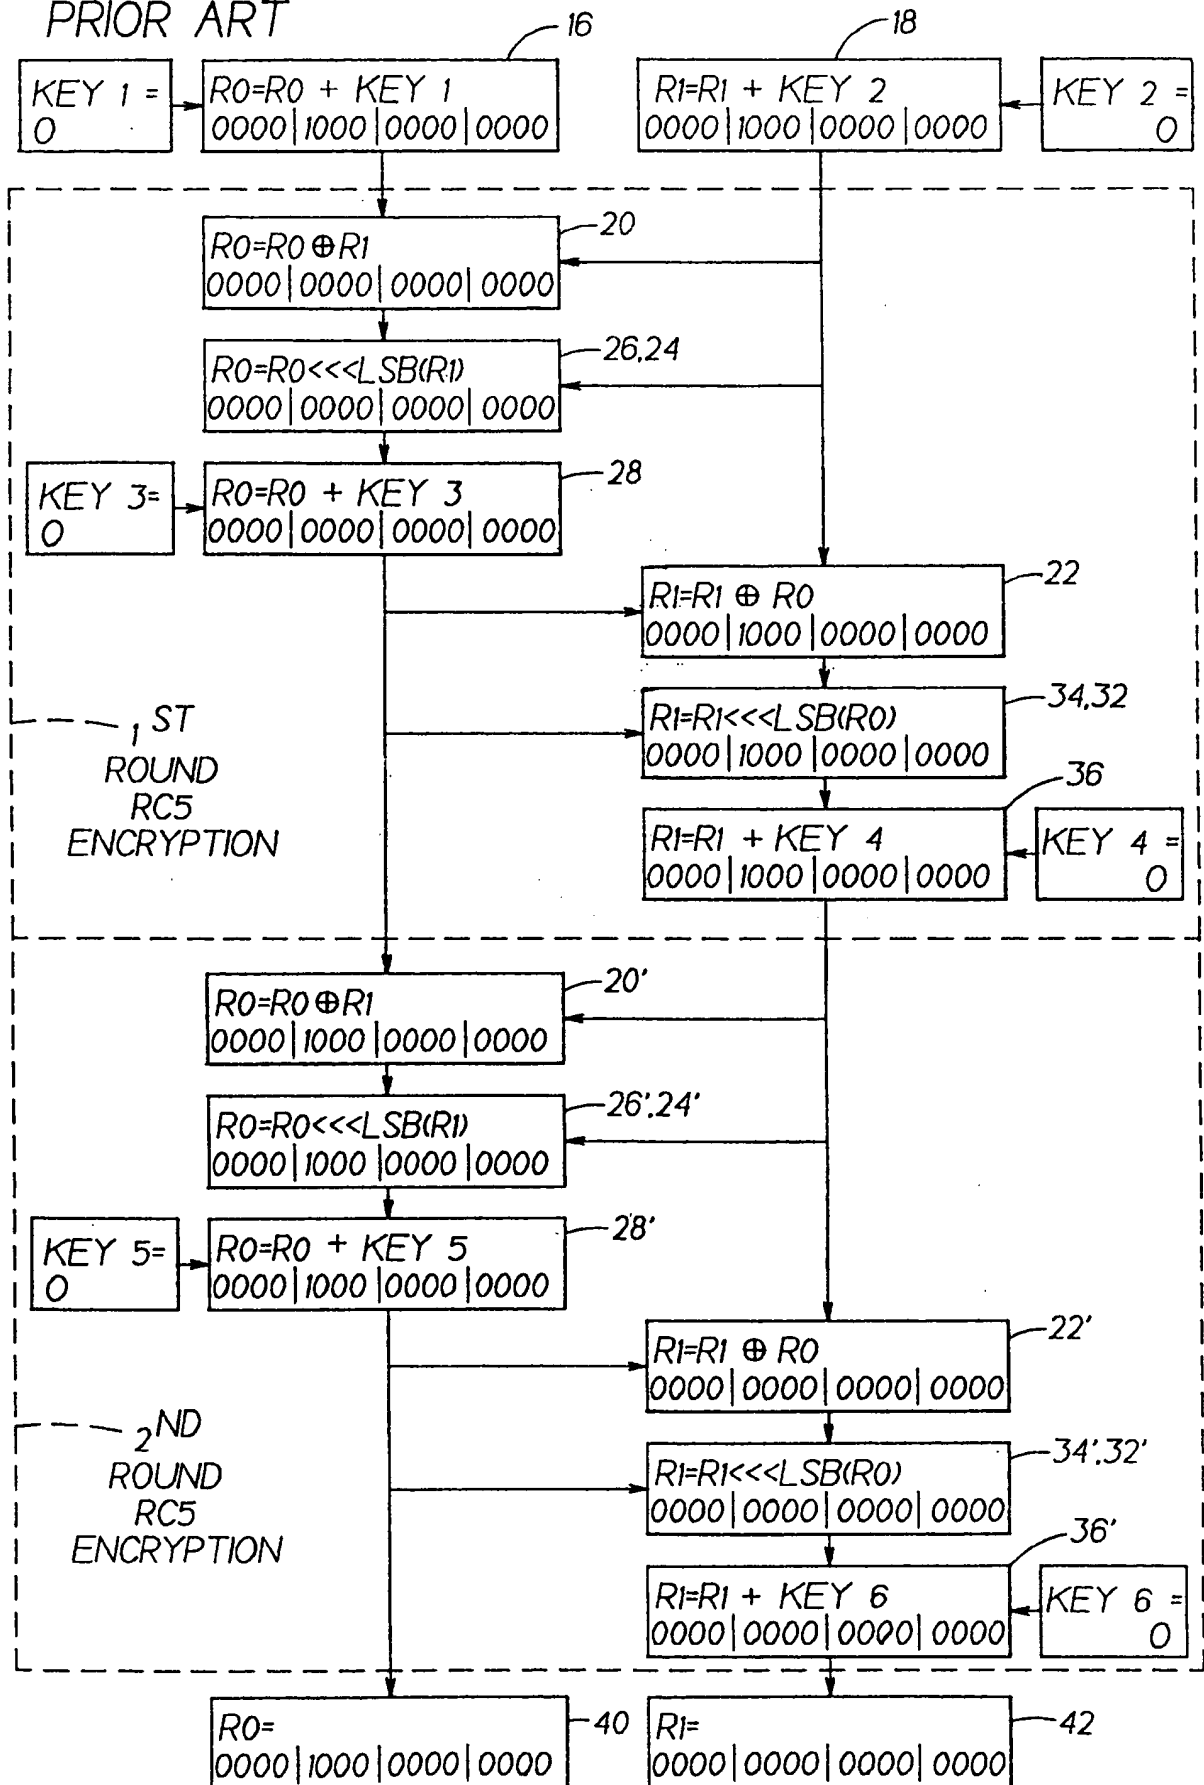 PRIOR ART
16
18
KEY 1 =
0
R0=R0 + KEY 1
0000|1000|0000|0000
R1=R1 + KEY 2
0000|1000|0000|0000
KEY 2 =
0
20
R0=R0⊕R1
0000|0000|0000|0000
26,24
R0=R0<<<LSB(R1)
0000|0000|0000|0000
28
KEY 3=
0
R0=R0 + KEY 3
0000|0000|0000|0000
22
R1=R1 ⊕ R0
0000|1000|0000|0000
34,32
R1=R1<<<LSB(R0)
0000|1000|0000|0000
1 ST
ROUND
RC5
ENCRYPTION
36
R1=R1 + KEY 4
0000|1000|0000|0000
KEY 4 =
0
20'
R0=R0⊕R1
0000|1000|0000|0000
26',24'
R0=R0<<<LSB(R1)
0000|1000|0000|0000
28'
KEY 5=
0
R0=R0 + KEY 5
0000|1000|0000|0000
22'
R1=R1 ⊕ R0
0000|0000|0000|0000
2ND
ROUND
RC5
ENCRYPTION
34',32'
R1=R1<<<LSB(R0)
0000|0000|0000|0000
36'
R1=R1 + KEY 6
0000|0000|0000|0000
KEY 6 =
0
R0=
0000|1000|0000|0000
40
R1=
0000|0000|0000|0000
42